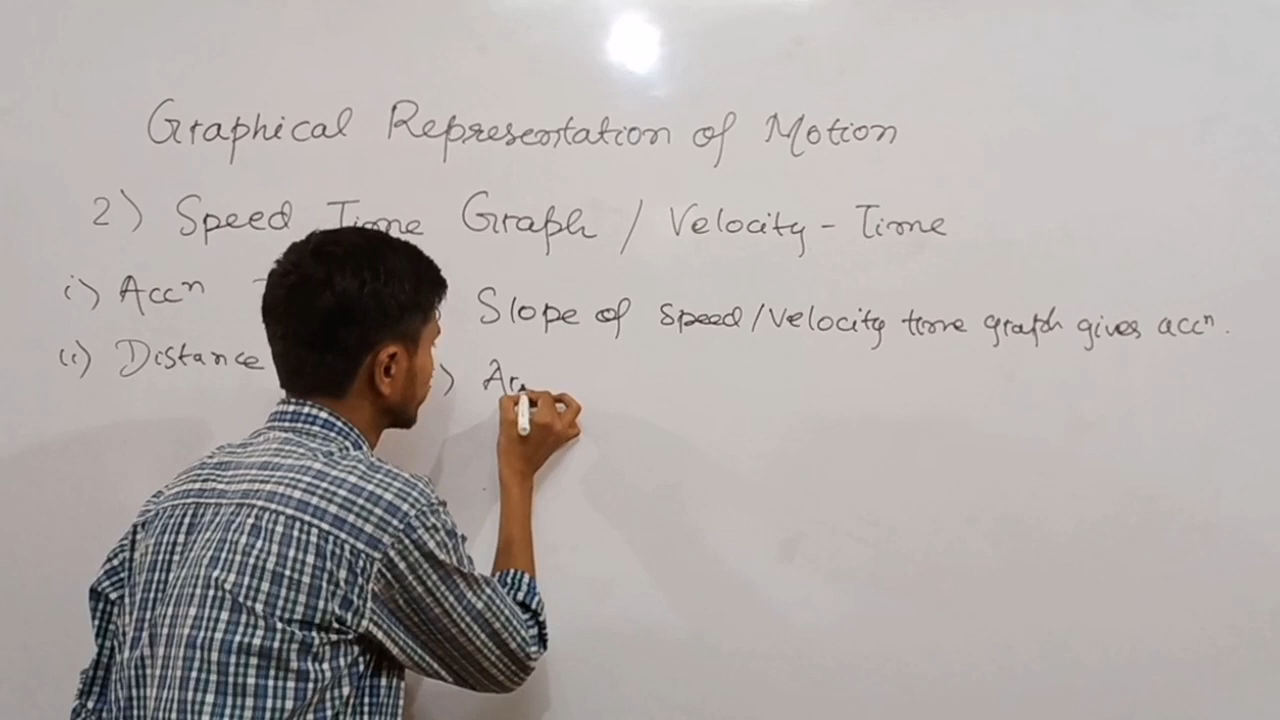 Graphical Representation of Motion
2) Speed Time Graph / Velocity - Time
i) Accⁿ Slope of speed/velocity time graph gives accⁿ.
ii) Distance ) Ar